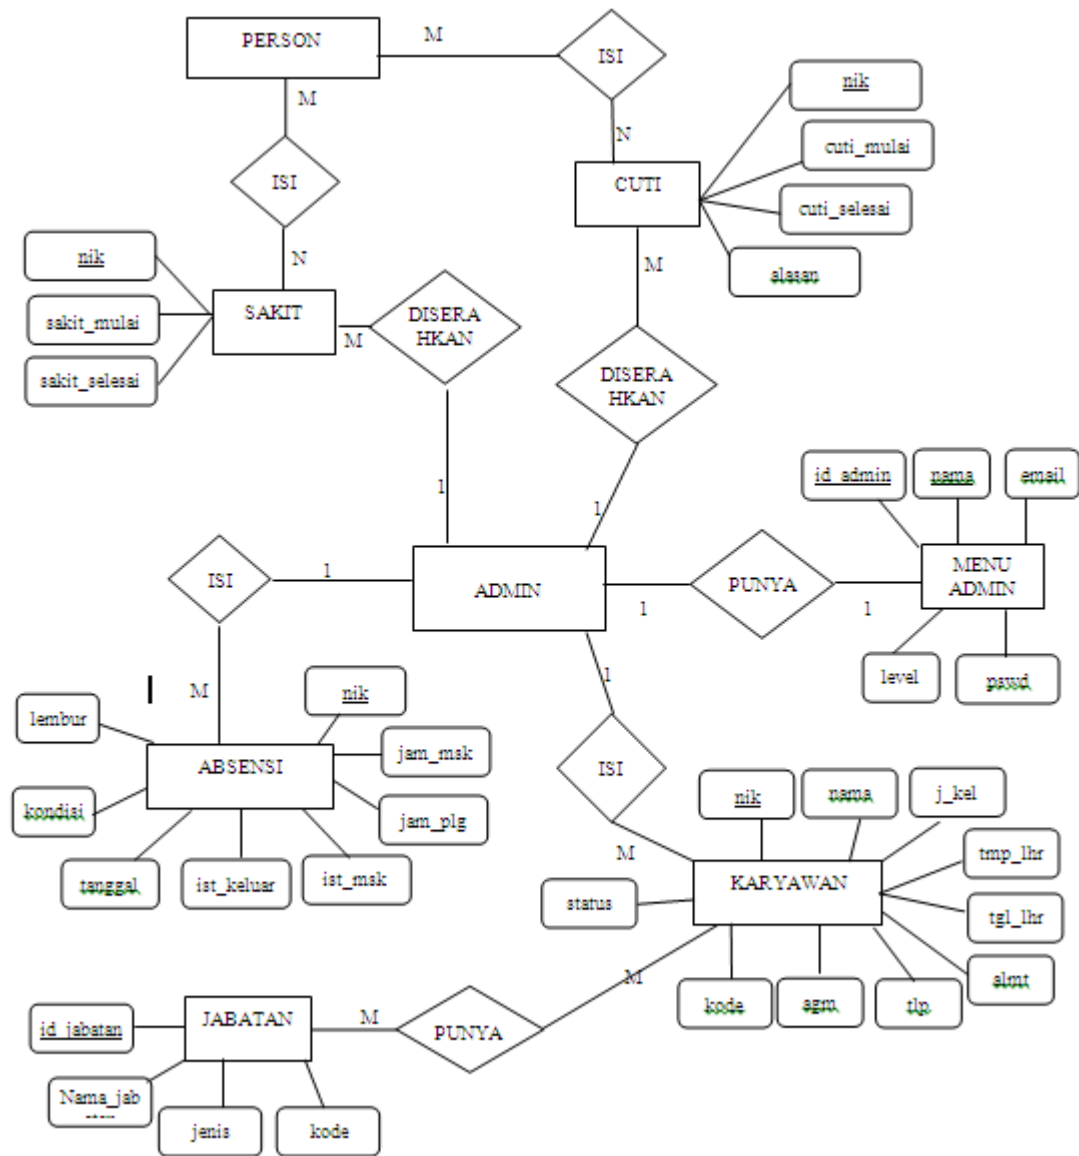 PERSON
M
ISI
M
nik
ISI
N
CUTI
cuti_mulai
cuti_selesai
nik
N
M
alasan
SAKIT
sakit_mulai
M
DISERA
HKAN
sakit_selesai
DISERA
HKAN
id_admin
nama
email
1
1
ISI
1
ADMIN
1
PUNYA
1
MENU
ADMIN
level
pswd
M
nik
1
lembur
ABSENSI
jam_msk
ISI
kondisi
jam_plg
nik
nama
j_kel
tanggal
ist_keluar
ist_msk
M
tmp_lhr
KARYAWAN
status
tgl_lhr
M
almt
kode
agm
tlp
id_jabatan
JABATAN
M
PUNYA
Nama_jab
jenis
kode